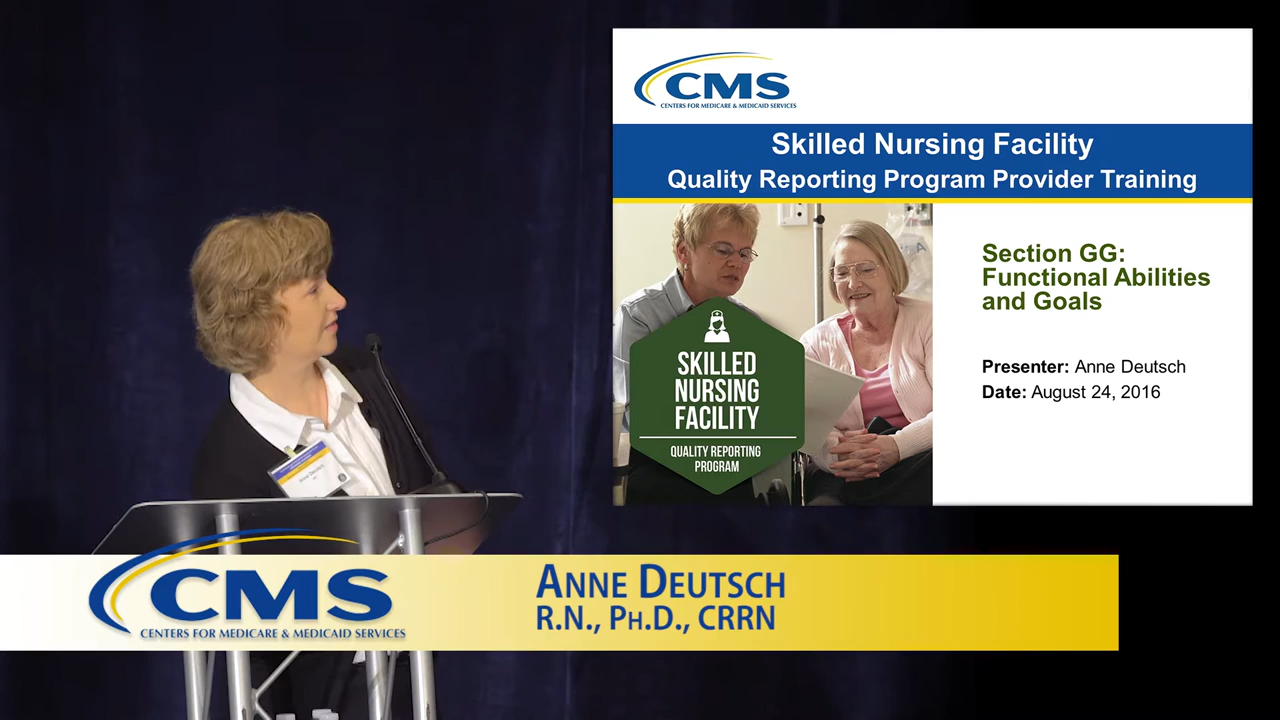 CMS
CENTERS FOR MEDICARE & MEDICAID SERVICES
Skilled Nursing Facility
Quality Reporting Program Provider Training
Section GG:
Functional Abilities
and Goals
Presenter: Anne Deutsch
Date: August 24, 2016
SKILLED
NURSING
FACILITY
QUALITY REPORTING
PROGRAM
Anne Deutsch
CMS
CENTERS FOR MEDICARE & MEDICAID SERVICES
ANNE DEUTSCH
R.N., PH.D., CRRN